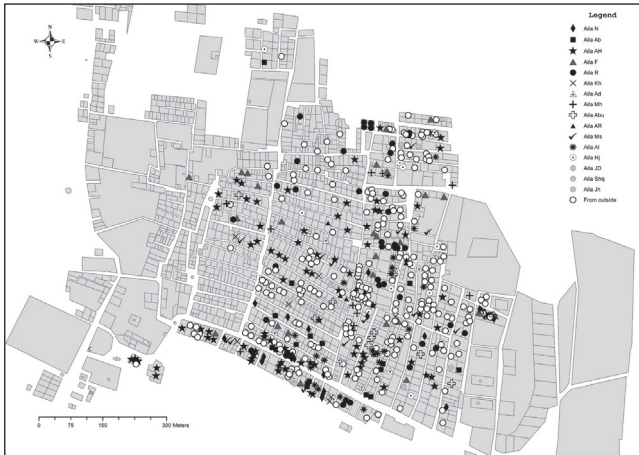 Legend
Aila N
Aila Ab
Aila AH
Aila F
Aila R
Aila Kh
Aila Ad
Aila Mh
Aila Abu
Aila AR
Aila Ms
Aila Al
Aila Hj
Aila JD
Aila Shq
Aila Jh
From outside
N
W E
S
0 75 150 300 Meters